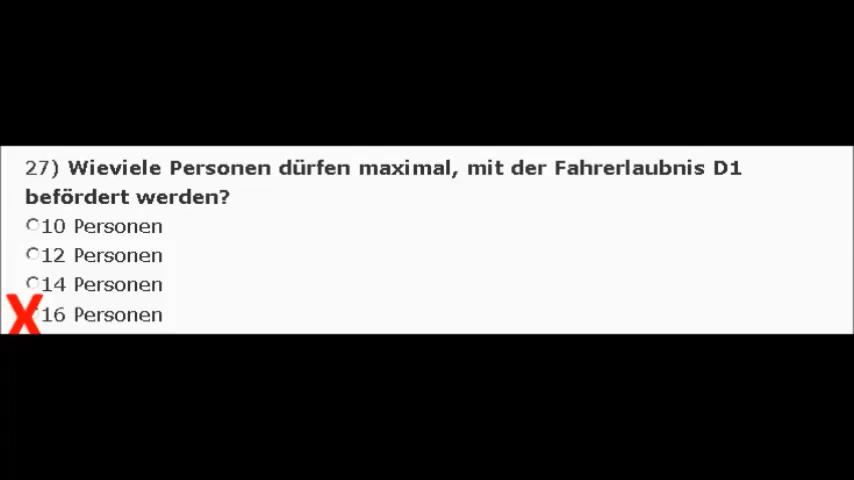 27) Wieviele Personen dürfen maximal, mit der Fahrerlaubnis D1
befördert werden?
10 Personen
12 Personen
14 Personen
X 16 Personen